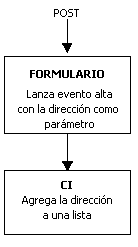 POST
FORMULARIO
Lanza evento alta
con la dirección como
parámetro
CI
Agrega la dirección
a una lista